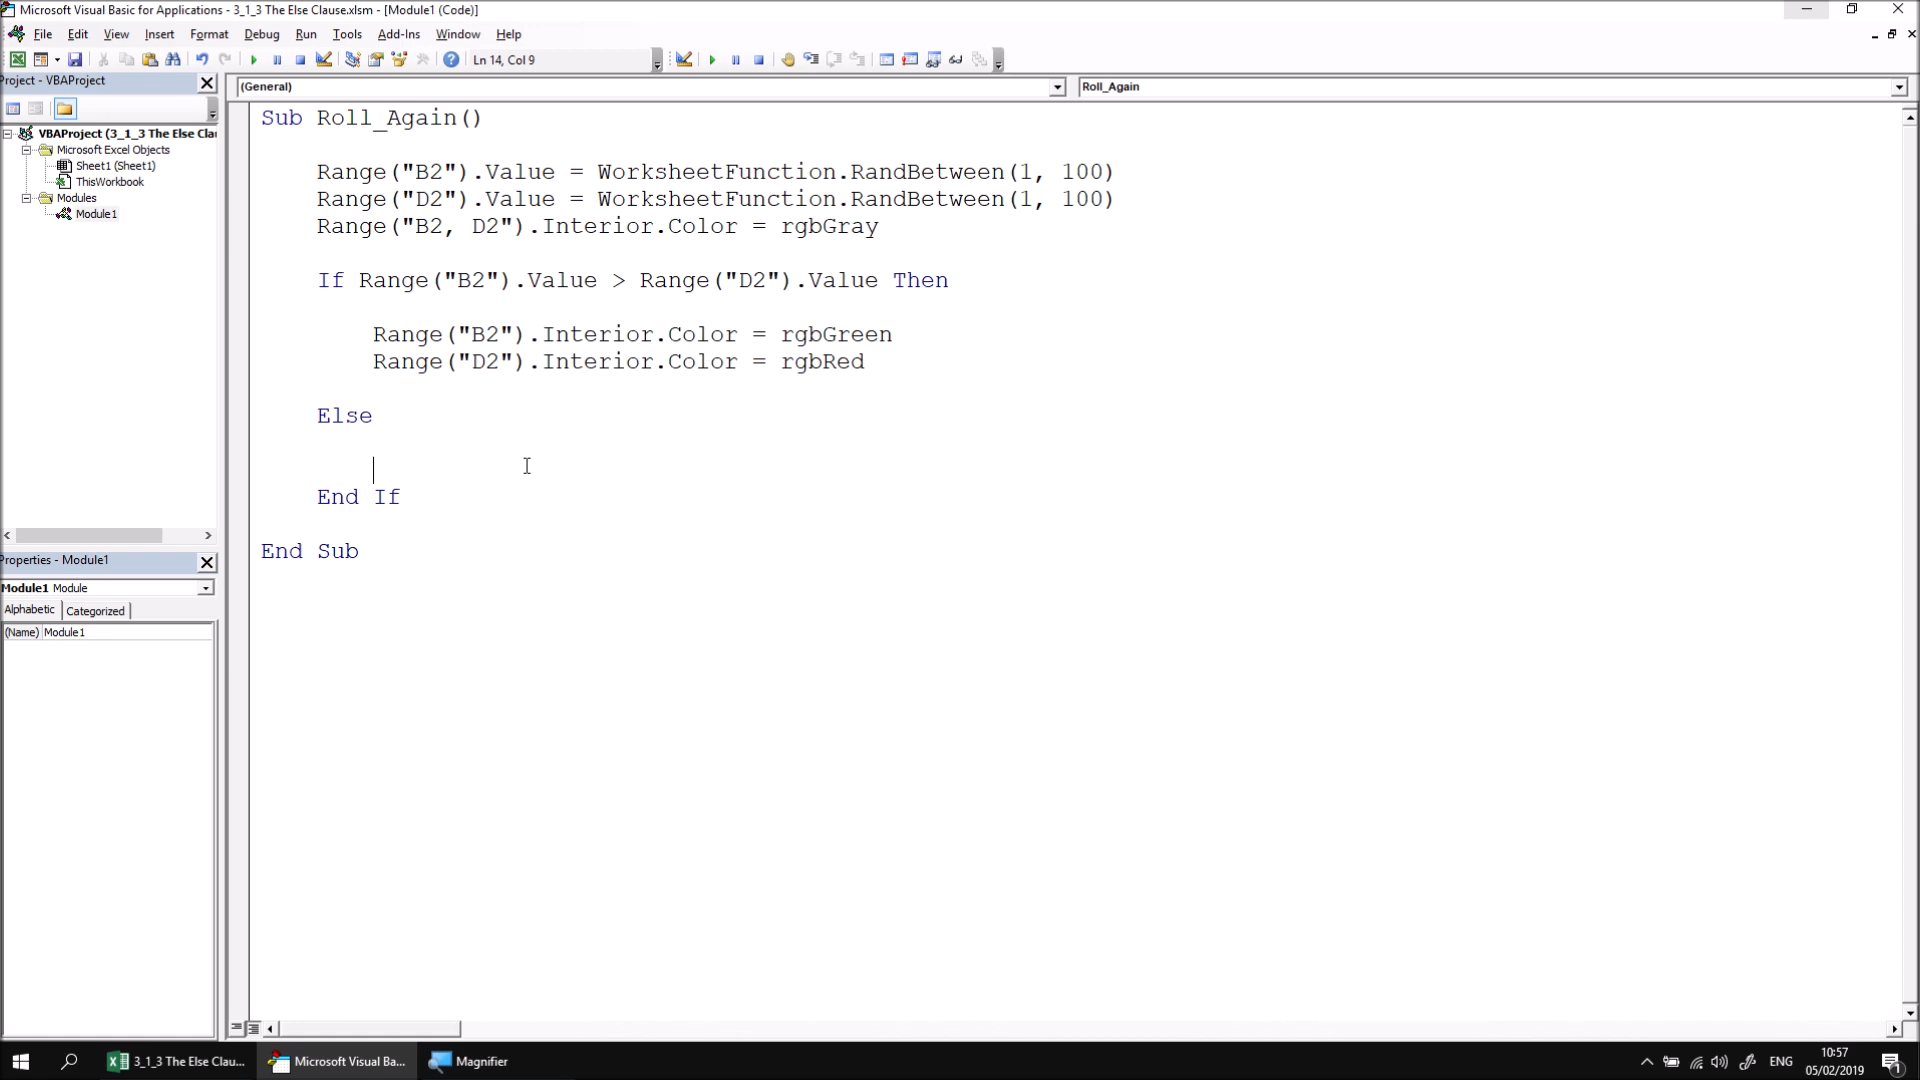 Microsoft Visual Basic for Applications - 3_1_3 The Else Clause.xlsm - [Module1 (Code)]
File Edit View Insert Format Debug Run Tools Add-Ins Window Help
Ln 14, Col 9
Project - VBAProject
(General)
Roll_Again
VBAProject (3_1_3 The Else Clau
Microsoft Excel Objects
Sheet1 (Sheet1)
ThisWorkbook
Modules
Module1
Sub Roll_Again()
Range("B2").Value = WorksheetFunction.RandBetween(1, 100)
Range("D2").Value = WorksheetFunction.RandBetween(1, 100)
Range("B2, D2").Interior.Color = rgbGray
If Range("B2").Value > Range("D2").Value Then
Range("B2").Interior.Color = rgbGreen
Range("D2").Interior.Color = rgbRed
Else
End If
End Sub
Properties - Module1
Module1 Module
Alphabetic Categorized
(Name) Module1
3_1_3 The Else Clau...
Microsoft Visual Ba...
Magnifier
ENG
10:57
05/02/2019
1